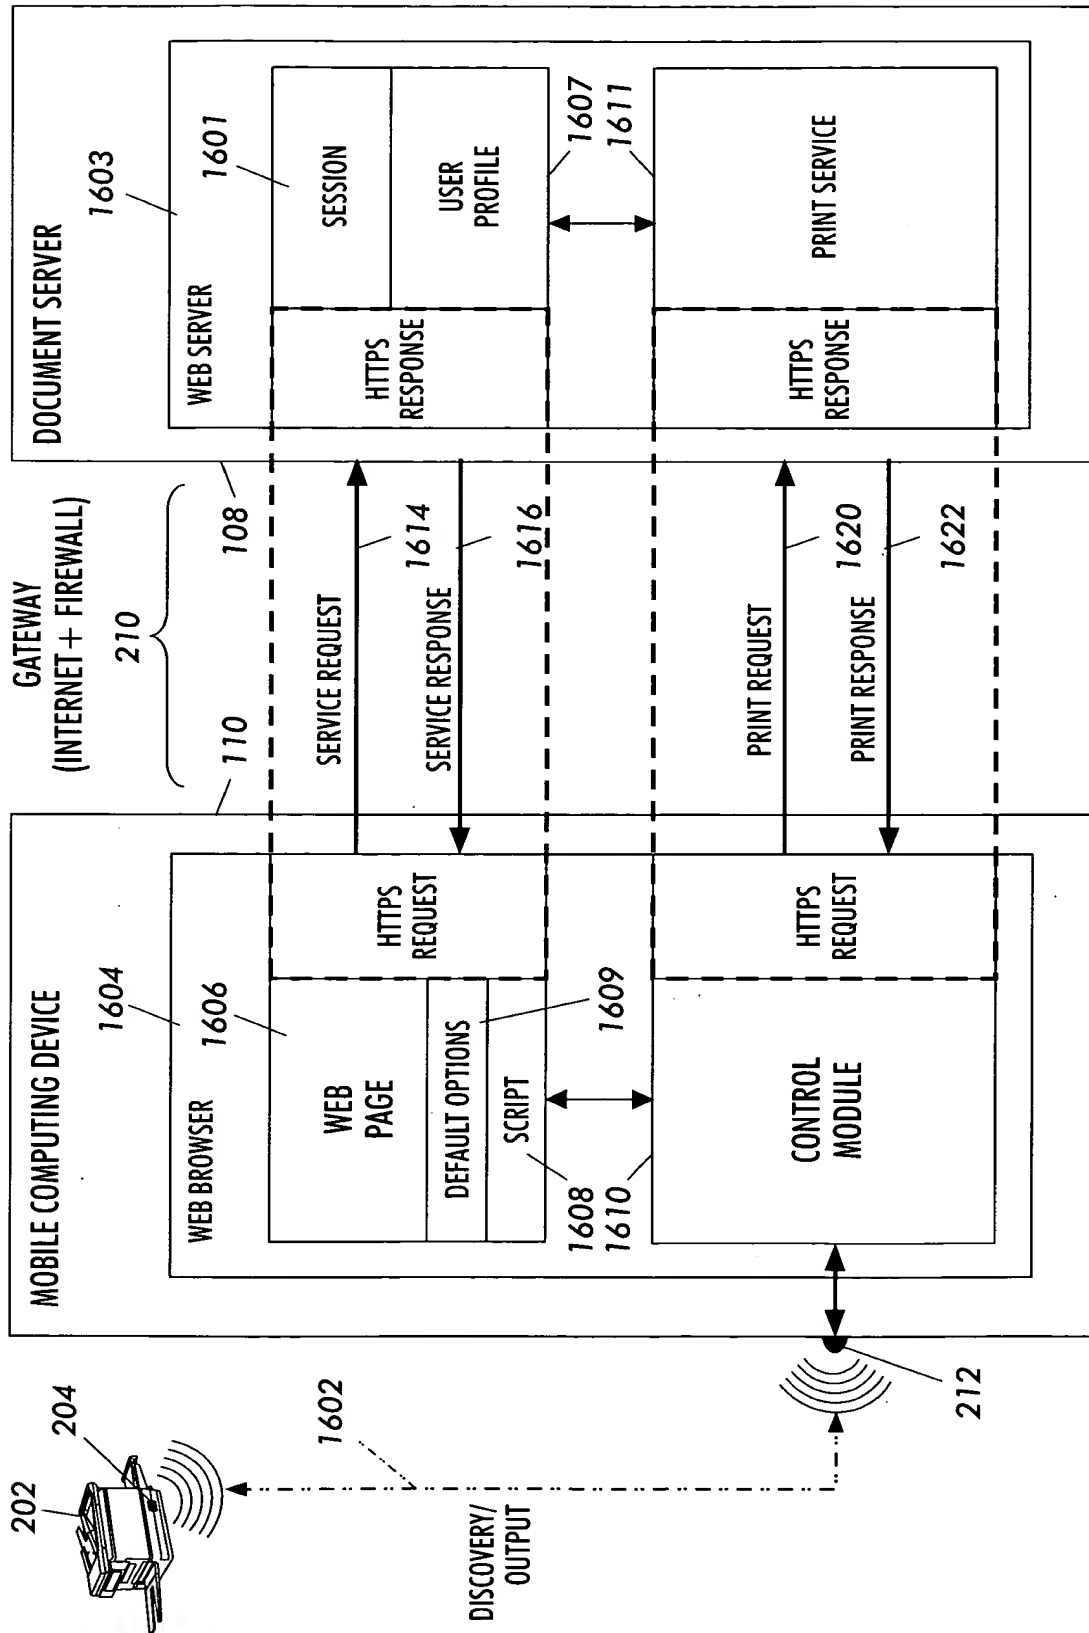 202
204
DISCOVERY/
OUTPUT
1602
212
MOBILE COMPUTING DEVICE
1604
WEB BROWSER
1606
WEB
PAGE
DEFAULT OPTIONS
SCRIPT
HTTPS
REQUEST
1609
1608
1610
CONTROL
MODULE
HTTPS
REQUEST
GATEWAY
(INTERNET + FIREWALL)
210
110
108
SERVICE REQUEST
1614
SERVICE RESPONSE
1616
PRINT REQUEST
1620
PRINT RESPONSE
1622
DOCUMENT SERVER
1603
WEB SERVER
1601
HTTPS
RESPONSE
SESSION
USER
PROFILE
1607
1611
HTTPS
RESPONSE
PRINT SERVICE